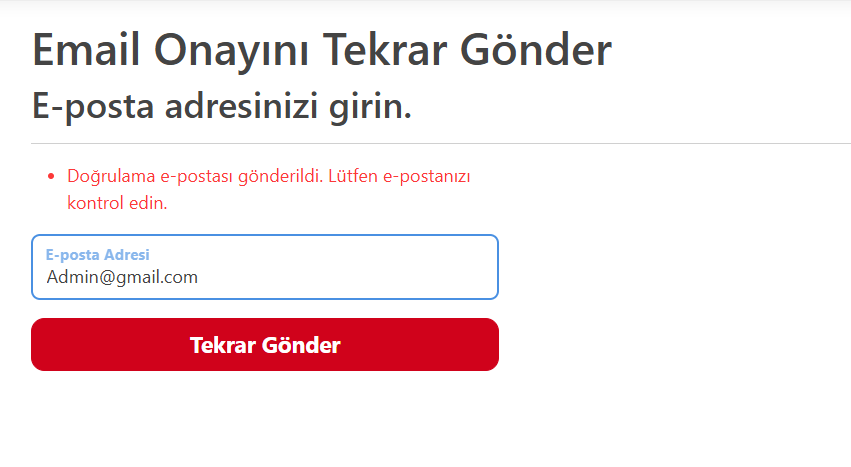 Email Onayını Tekrar Gönder
E-posta adresinizi girin.
Doğrulama e-postası gönderildi. Lütfen e-postanızı
kontrol edin.
E-posta Adresi
Admin@gmail.com
Tekrar Gönder